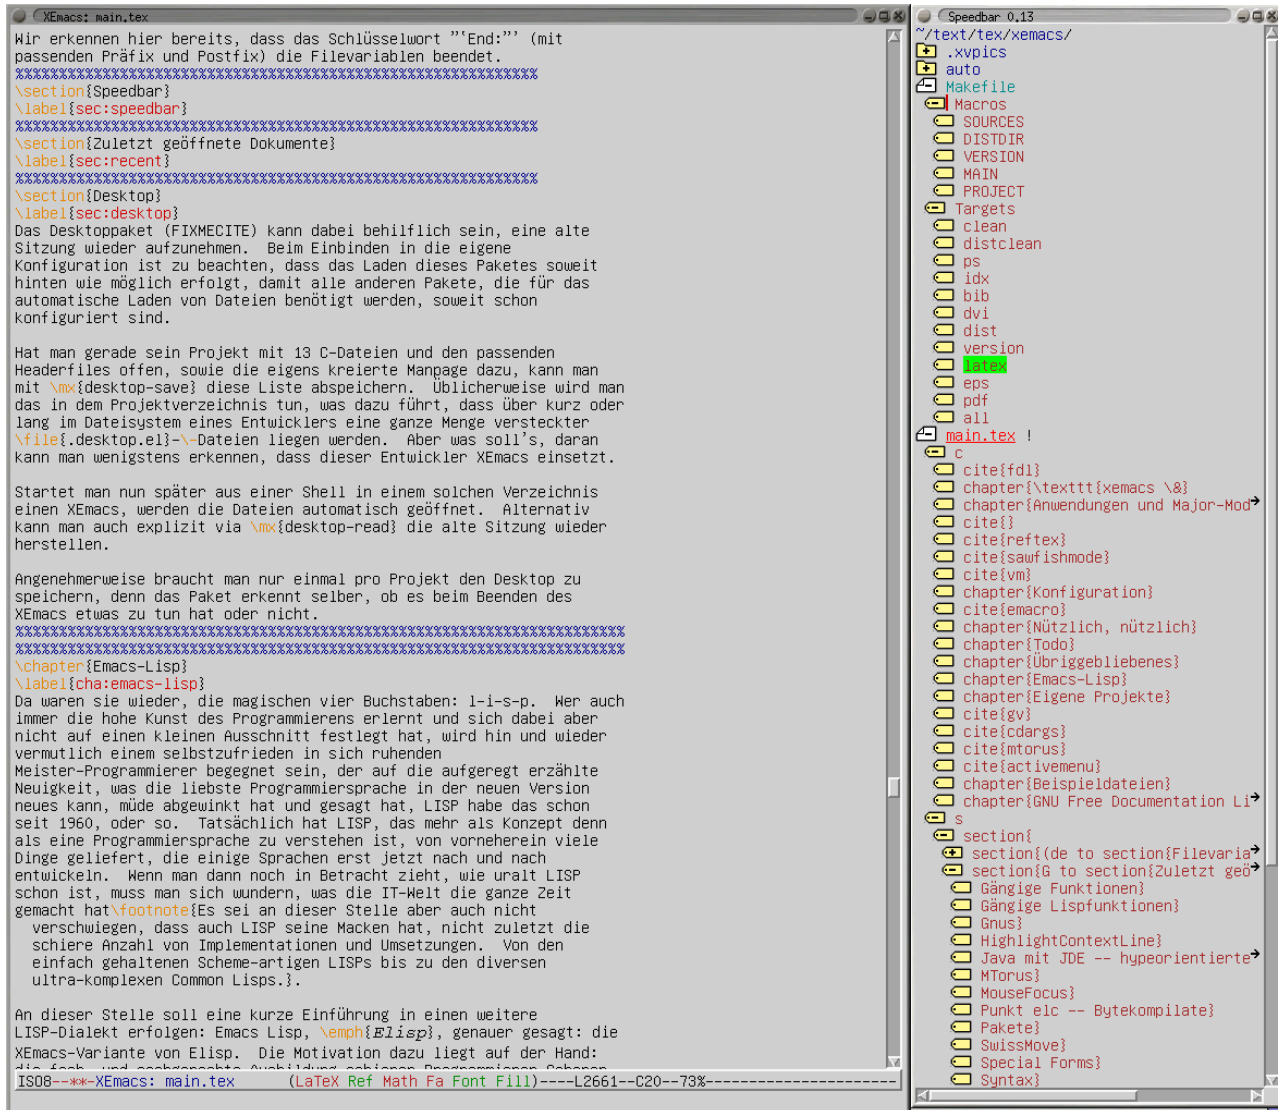 XEmacs: main.tex
Wir erkennen hier bereits, dass das Schlüsselwort "‘End:"’ (mit
passenden Präfix und Postfix) die Filevariablen beendet.
%%%%%%%%%%%%%%%%%%%%%%%%%%%%%%%%%%%%%%%%%%%%%%%%%%%%%%%%%%%%
\section{Speedbar}
\label{sec:speedbar}
%%%%%%%%%%%%%%%%%%%%%%%%%%%%%%%%%%%%%%%%%%%%%%%%%%%%%%%%%%%%
\section{Zuletzt geöffnete Dokumente}
\label{sec:recent}
%%%%%%%%%%%%%%%%%%%%%%%%%%%%%%%%%%%%%%%%%%%%%%%%%%%%%%%%%%%%
\section{Desktop}
\label{sec:desktop}
Das Desktoppaket (FIXMECITE) kann dabei behilflich sein, eine alte
Sitzung wieder aufzunehmen.  Beim Einbinden in die eigene
Konfiguration ist zu beachten, dass das Laden dieses Paketes soweit
hinten wie möglich erfolgt, damit alle anderen Pakete, die für das
automatische Laden von Dateien benötigt werden, soweit schon
konfiguriert sind.
Hat man gerade sein Projekt mit 13 C-Dateien und den passenden
Headerfiles offen, sowie die eigens kreierte Manpage dazu, kann man
mit \mx{desktop-save} diese Liste abspeichern.  Üblicherweise wird man
das in dem Projektverzeichnis tun, was dazu führt, dass über kurz oder
lang im Dateisystem eines Entwicklers eine ganze Menge versteckter
\file{.desktop.el}-\-Dateien liegen werden.  Aber was soll's, daran
kann man wenigstens erkennen, dass dieser Entwickler XEmacs einsetzt.
Startet man nun später aus einer Shell in einem solchen Verzeichnis
einen XEmacs, werden die Dateien automatisch geöffnet.  Alternativ
kann man auch explizit via \mx{desktop-read} die alte Sitzung wieder
herstellen.
Angenehmerweise braucht man nur einmal pro Projekt den Desktop zu
speichern, denn das Paket erkennt selber, ob es beim Beenden des
XEmacs etwas zu tun hat oder nicht.
%%%%%%%%%%%%%%%%%%%%%%%%%%%%%%%%%%%%%%%%%%%%%%%%%%%%%%%%%%%%%%%%%%%%%%%%
%%%%%%%%%%%%%%%%%%%%%%%%%%%%%%%%%%%%%%%%%%%%%%%%%%%%%%%%%%%%%%%%%%%%%%%%
\chapter{Emacs-Lisp}
\label{cha:emacs-lisp}
Da waren sie wieder, die magischen vier Buchstaben: l-i-s-p.  Wer auch
immer die hohe Kunst des Programmierens erlernt und sich dabei aber
nicht auf einen kleinen Ausschnitt festlegt hat, wird hin und wieder
vermutlich einem selbstzufrieden in sich ruhenden
Meister-Programmierer begegnet sein, der auf die aufgeregt erzählte
Neuigkeit, was die liebste Programmiersprache in der neuen Version
neues kann, müde abgewinkt hat und gesagt hat, LISP habe das schon
seit 1960, oder so.  Tatsächlich hat LISP, das mehr als Konzept denn
als eine Programmiersprache zu verstehen ist, von vorneherein viele
Dinge geliefert, die einige Sprachen erst jetzt nach und nach
entwickeln.  Wenn man dann noch in Betracht zieht, wie uralt LISP
schon ist, muss man sich wundern, was die IT-Welt die ganze Zeit
gemacht hat\footnote{Es sei an dieser Stelle aber auch nicht
verschwiegen, dass auch LISP seine Macken hat, nicht zuletzt die
schiere Anzahl von Implementationen und Umsetzungen.  Von den
einfach gehaltenen Scheme-artigen LISPs bis zu den diversen
ultra-komplexen Common Lisps.}.
An dieser Stelle soll eine kurze Einführung in einen weitere
LISP-Dialekt erfolgen: Emacs Lisp, \emph{Elisp}, genauer gesagt: die
XEmacs-Variante von Elisp.  Die Motivation dazu liegt auf der Hand:
ISO8--**-XEmacs: main.tex      (LaTeX Ref Math Fa Font Fill)----L2661--C20--73%----------------------
Speedbar 0.13
~/text/tex/xemacs/
.xvpics
auto
Makefile
Macros
SOURCES
DISTDIR
VERSION
MAIN
PROJECT
Targets
clean
distclean
ps
idx
bib
dvi
dist
version
latex
eps
pdf
all
main.tex !
c
cite{fdl}
chapter{\texttt{xemacs \&}
chapter{Anwendungen und Major-Mod
cite{}
cite{reftex}
cite{sawfishmode}
cite{vm}
chapter{Konfiguration}
cite{emacro}
chapter{Nützlich, nützlich}
chapter{Todo}
chapter{Übriggebliebenes}
chapter{Emacs-Lisp}
chapter{Eigene Projekte}
cite{gv}
cite{cdargs}
cite{mtorus}
cite{activemenu}
chapter{Beispieldateien}
chapter{GNU Free Documentation Li
s
section{
section{(de to section{Filevaria
section{G to section{Zuletzt geö
Gängige Funktionen}
Gängige Lispfunktionen}
Gnus}
HighlightContextLine}
Java mit JDE -- hypeorientierte
MTorus}
MouseFocus}
Punkt elc -- Bytekompilate}
Pakete}
SwissMove}
Special Forms}
Syntax}